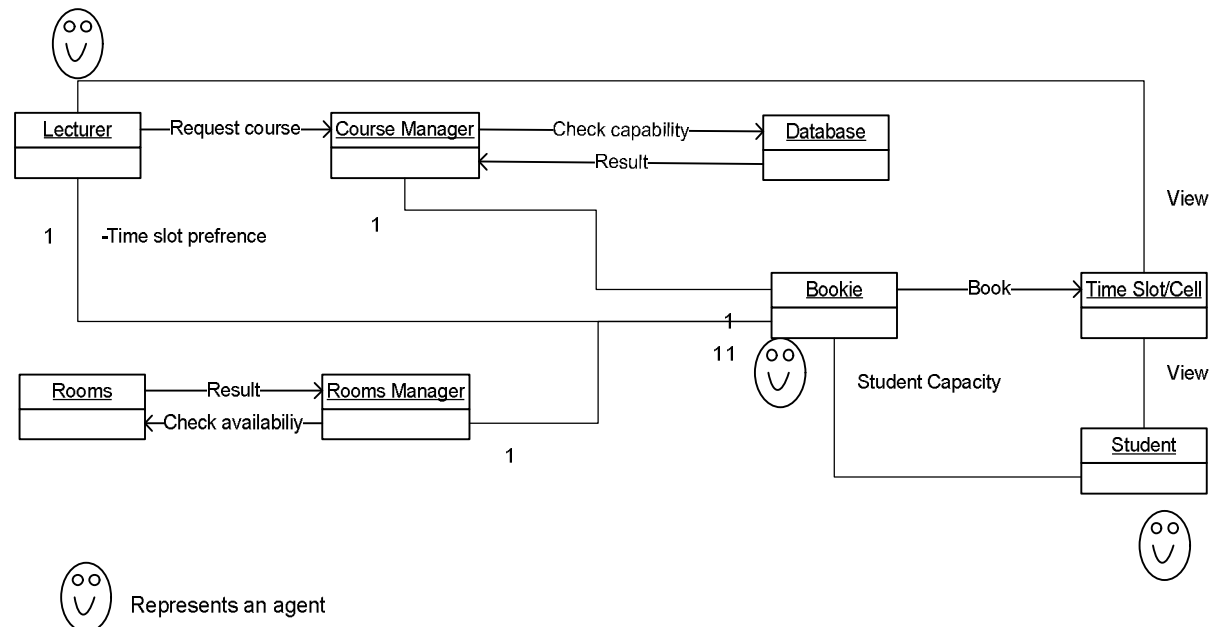 Lecturer
Request course
Course Manager
Check capability
Database
Result
View
1
-Time slot prefrence
1
Bookie
Book
Time Slot/Cell
1
11
Student Capacity
View
Rooms
Result
Rooms Manager
Check availabiliy
1
Student
Represents an agent